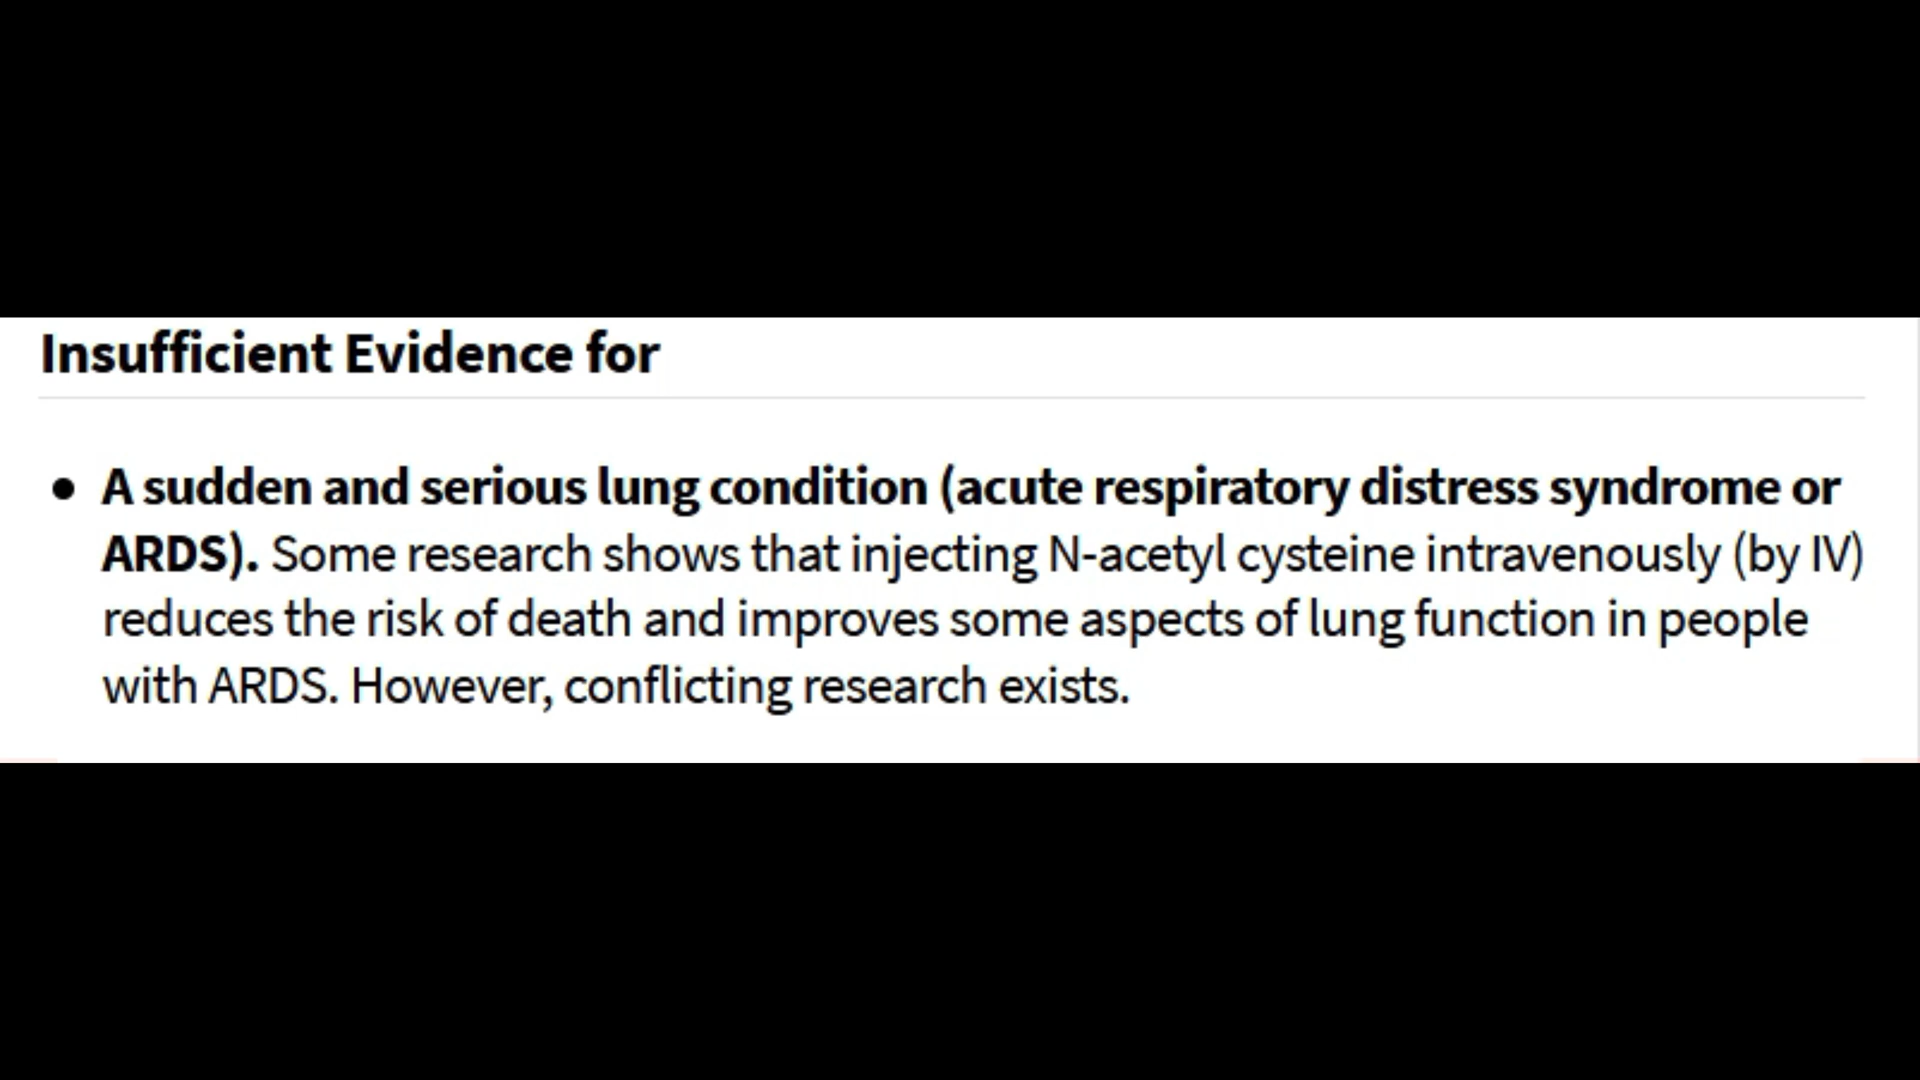 Insufficient Evidence for
• A sudden and serious lung condition (acute respiratory distress syndrome or
ARDS). Some research shows that injecting N-acetyl cysteine intravenously (by IV)
reduces the risk of death and improves some aspects of lung function in people
with ARDS. However, conflicting research exists.